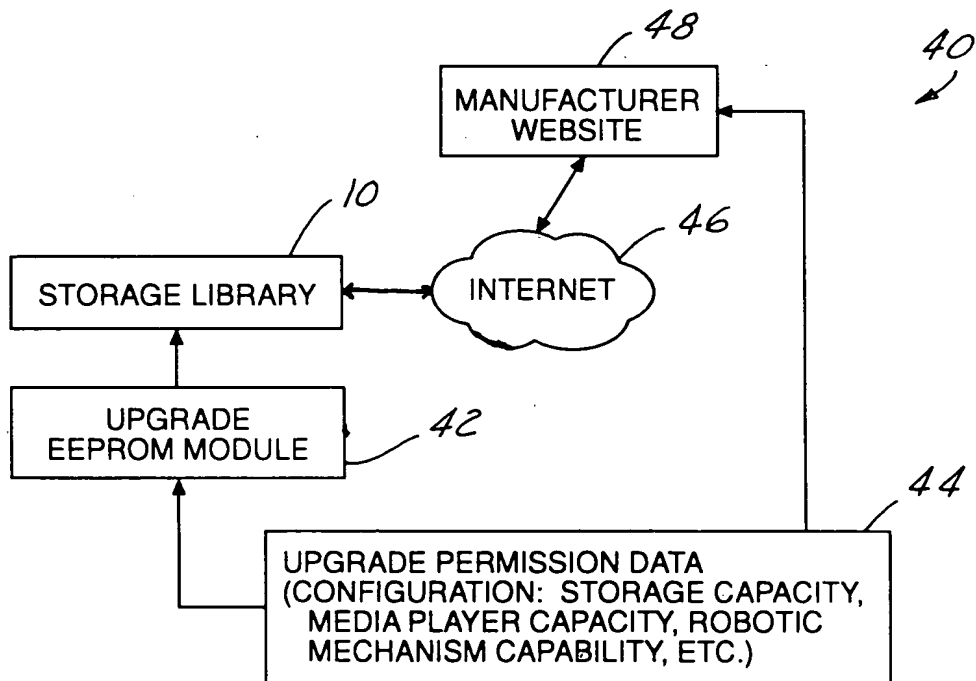 48
40
MANUFACTURER
WEBSITE
10
46
STORAGE LIBRARY
INTERNET
UPGRADE
EEPROM MODULE
42
44
UPGRADE PERMISSION DATA
(CONFIGURATION: STORAGE CAPACITY,
MEDIA PLAYER CAPACITY, ROBOTIC
MECHANISM CAPABILITY, ETC.)